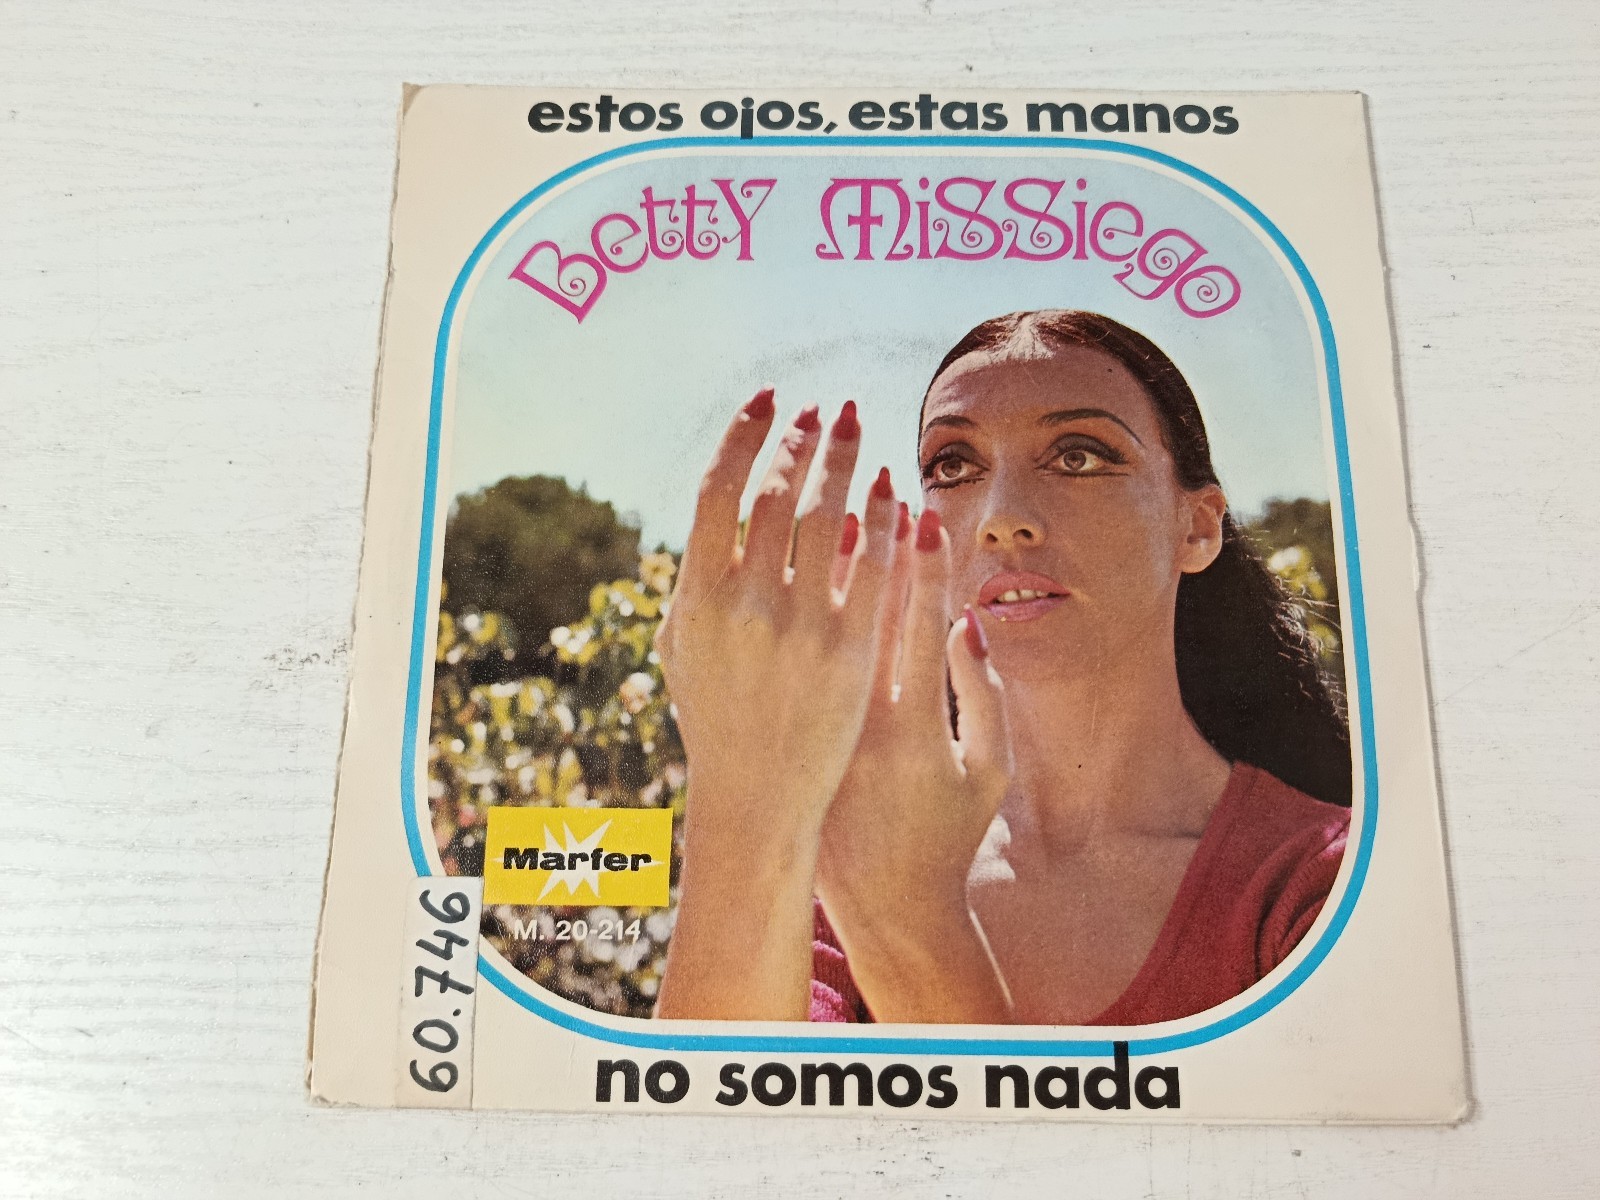 estos ojos, estas manos
Betty Missiego
Marfer
M. 20-214
60.746
no somos nada